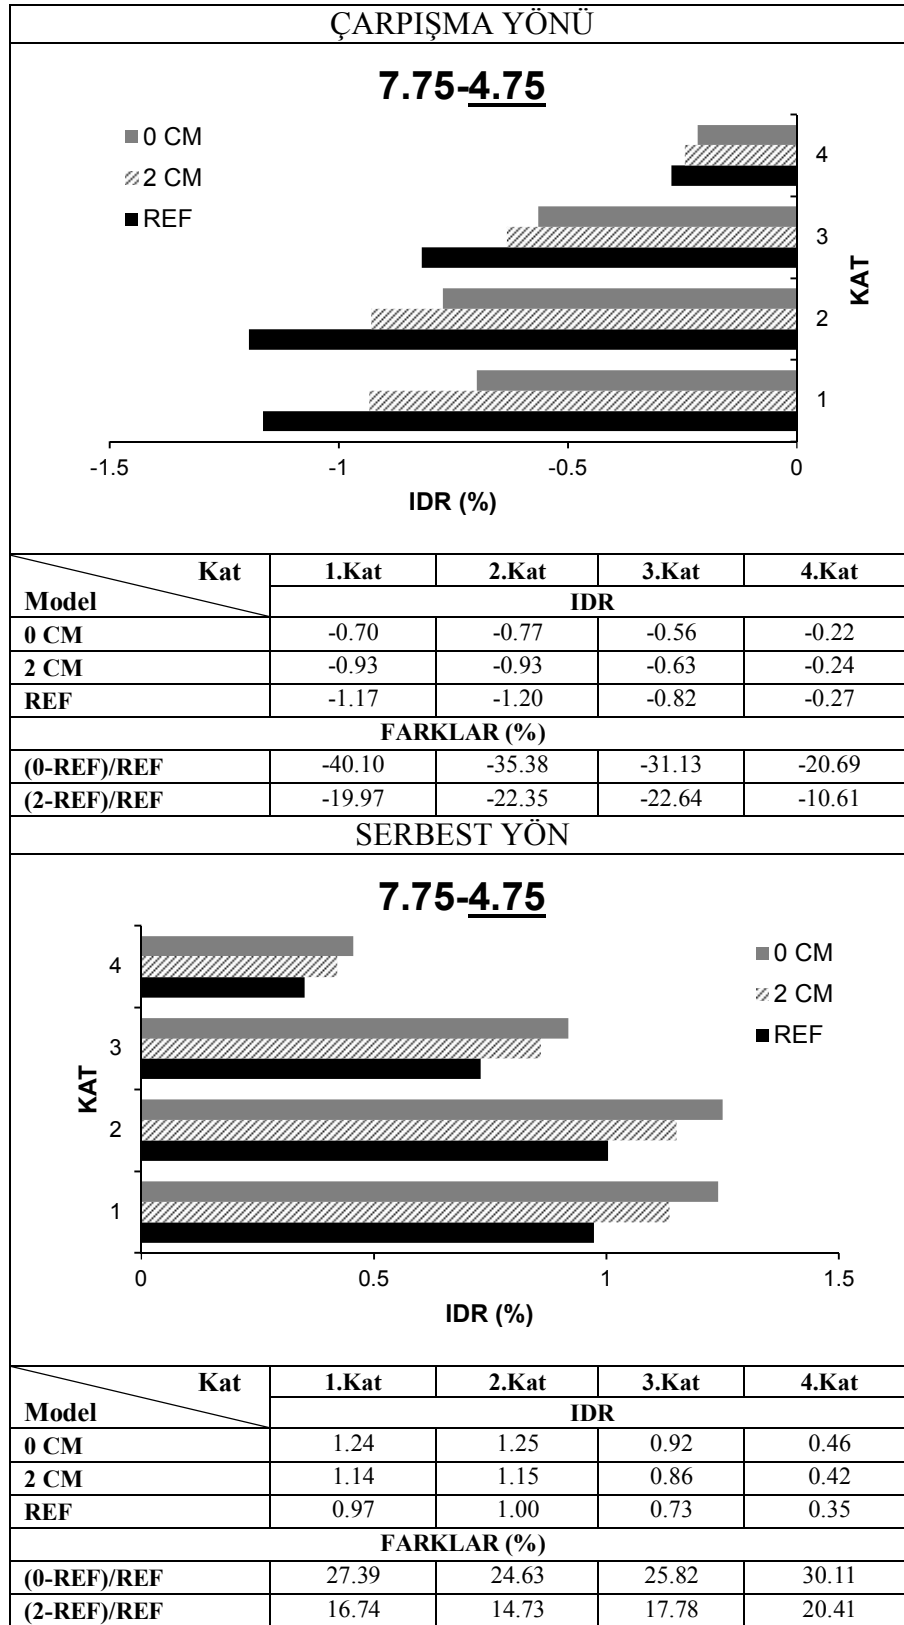 ÇARPIŞMA YÖNÜ
7.75-4.75
0 CM
2 CM
REF
4
3
2
1
KAT
-1.5 -1 -0.5 0
IDR (%)
Kat 1.Kat 2.Kat 3.Kat 4.Kat
Model IDR
0 CM -0.70 -0.77 -0.56 -0.22
2 CM -0.93 -0.93 -0.63 -0.24
REF -1.17 -1.20 -0.82 -0.27
FARKLAR (%)
(0-REF)/REF -40.10 -35.38 -31.13 -20.69
(2-REF)/REF -19.97 -22.35 -22.64 -10.61
SERBEST YÖN
7.75-4.75
0 CM
2 CM
REF
4
3
2
1
KAT
0 0.5 1 1.5
IDR (%)
Kat 1.Kat 2.Kat 3.Kat 4.Kat
Model IDR
0 CM 1.24 1.25 0.92 0.46
2 CM 1.14 1.15 0.86 0.42
REF 0.97 1.00 0.73 0.35
FARKLAR (%)
(0-REF)/REF 27.39 24.63 25.82 30.11
(2-REF)/REF 16.74 14.73 17.78 20.41